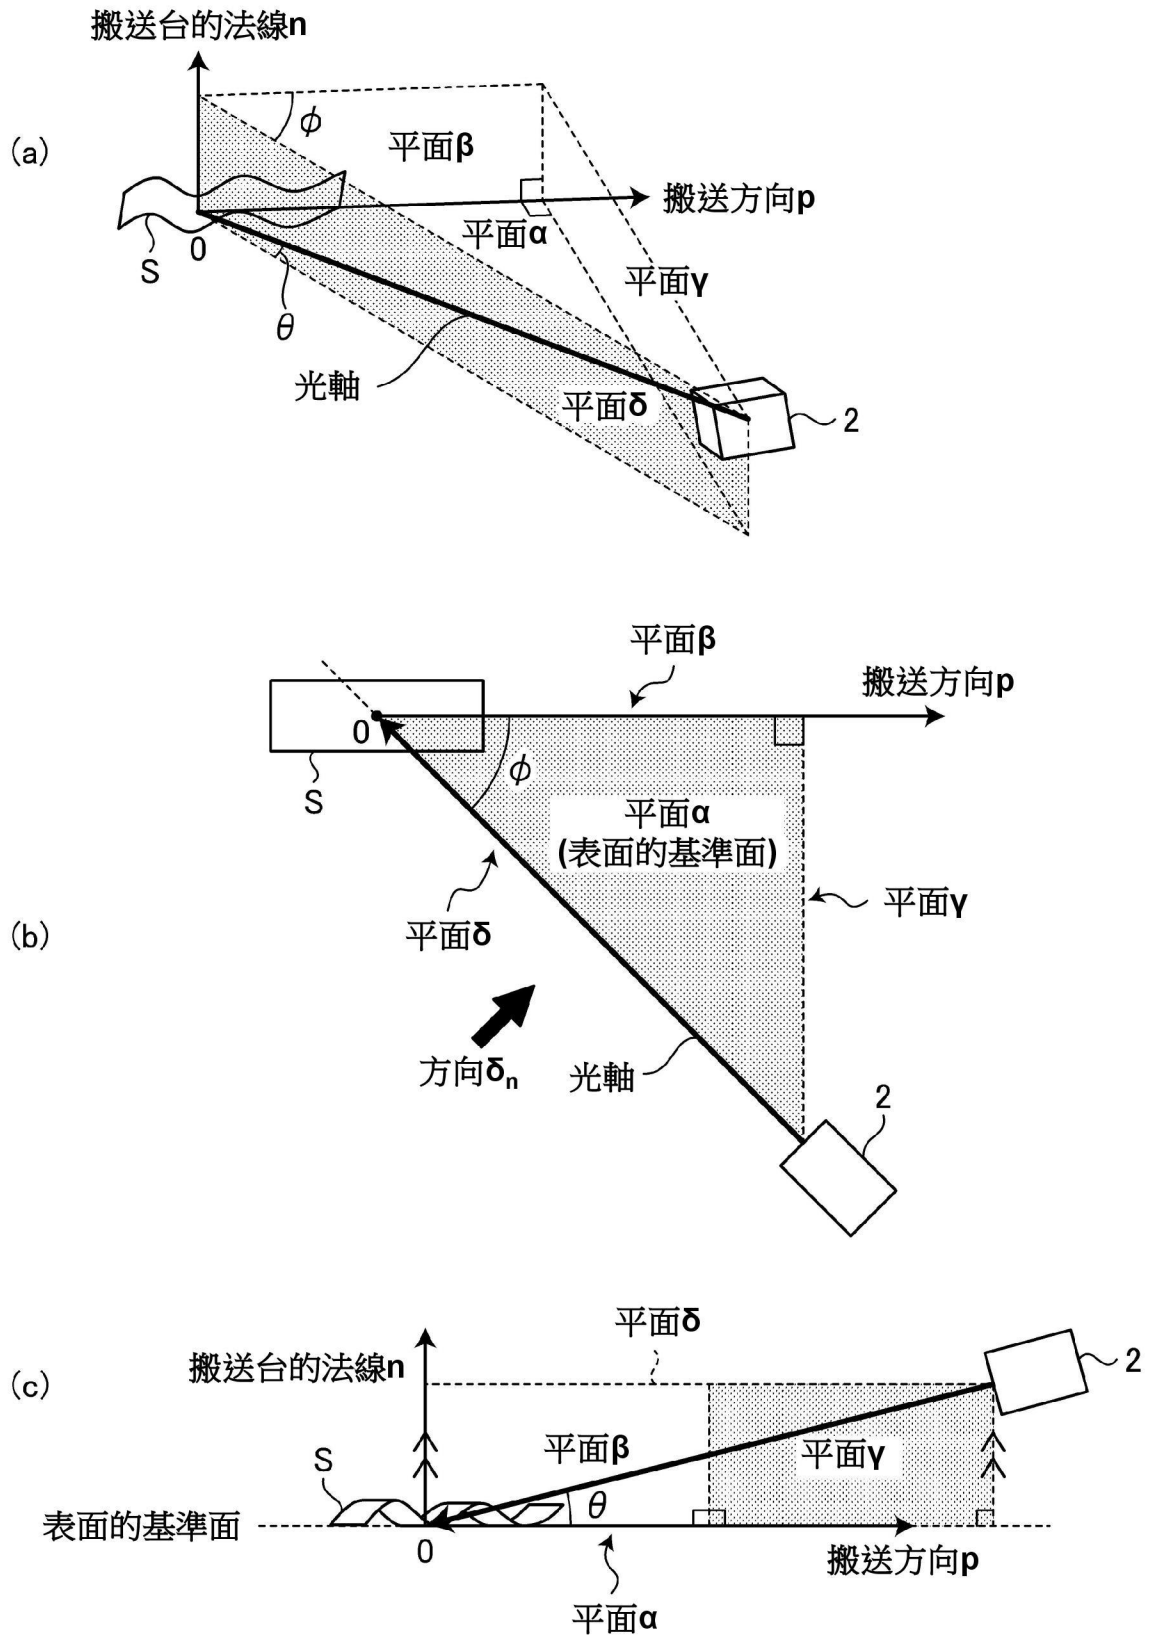 搬送台的法線n
(a)
ϕ
平面β
搬送方向p
平面α
S
0
平面γ
θ
光軸
平面δ
2
平面β
搬送方向p
0
S
ϕ
平面α
(表面的基準面)
平面γ
平面δ
(b)
方向δn
光軸
2
平面δ
搬送台的法線n
2
(c)
平面β
平面γ
S
θ
表面的基準面
0
搬送方向p
平面α